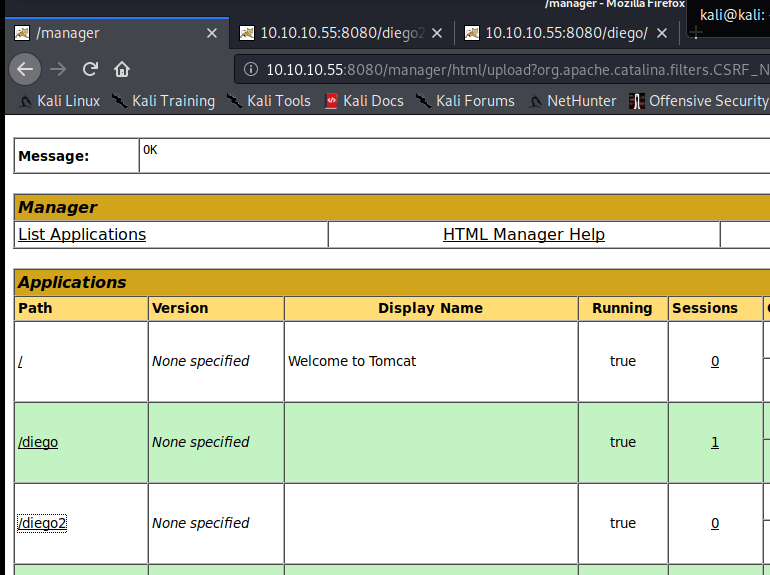 /manager - Mozilla Firefox
kali@kali:
/manager
10.10.10.55:8080/diego2
10.10.10.55:8080/diego/
10.10.10.55:8080/manager/html/upload?org.apache.catalina.filters.CSRF_N
Kali Linux Kali Training Kali Tools Kali Docs Kali Forums NetHunter Offensive Security
Message: OK
Manager
List Applications HTML Manager Help
Applications
Path Version Display Name Running Sessions
/ None specified Welcome to Tomcat true 0
/diego None specified true 1
/diego2 None specified true 0